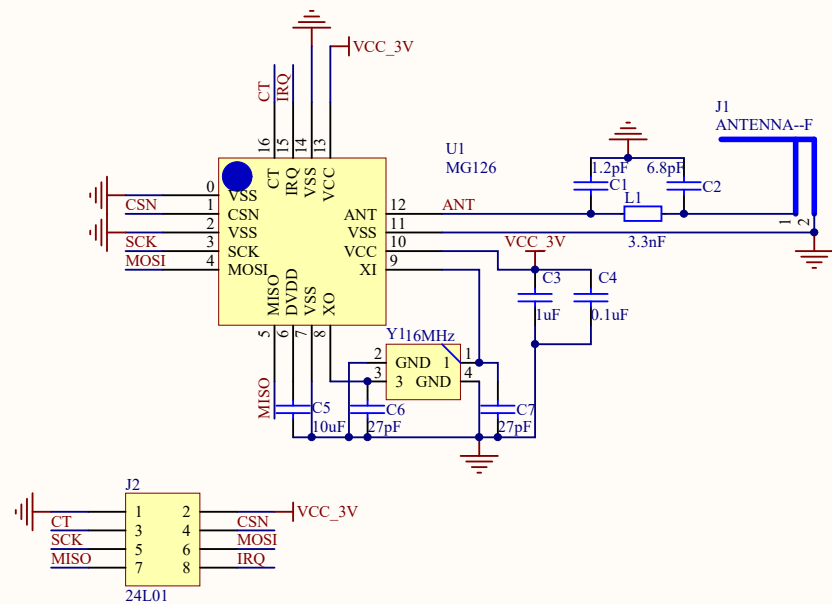 VCC_3V
CT
IRQ
16
15
14
13
CT
IRQ
VSS
VCC
U1
MG126
J1
ANTENNA--F
1.2pF
6.8pF
C1
C2
L1
3.3nF
1
2
0
VSS
CSN
1
CSN
2
VSS
SCK
3
SCK
MOSI
4
MOSI
12
ANT
ANT
11
VSS
10
VCC
9
XI
VCC_3V
C3
C4
1uF
0.1uF
MISO
DVDD
VSS
XO
5
6
7
8
MISO
Y1
16MHz
2
GND
1
1
3
3
GND
4
C5
10uF
C6
27pF
C7
27pF
J2
1
2
VCC_3V
CT
3
4
CSN
SCK
5
6
MOSI
MISO
7
8
IRQ
24L01